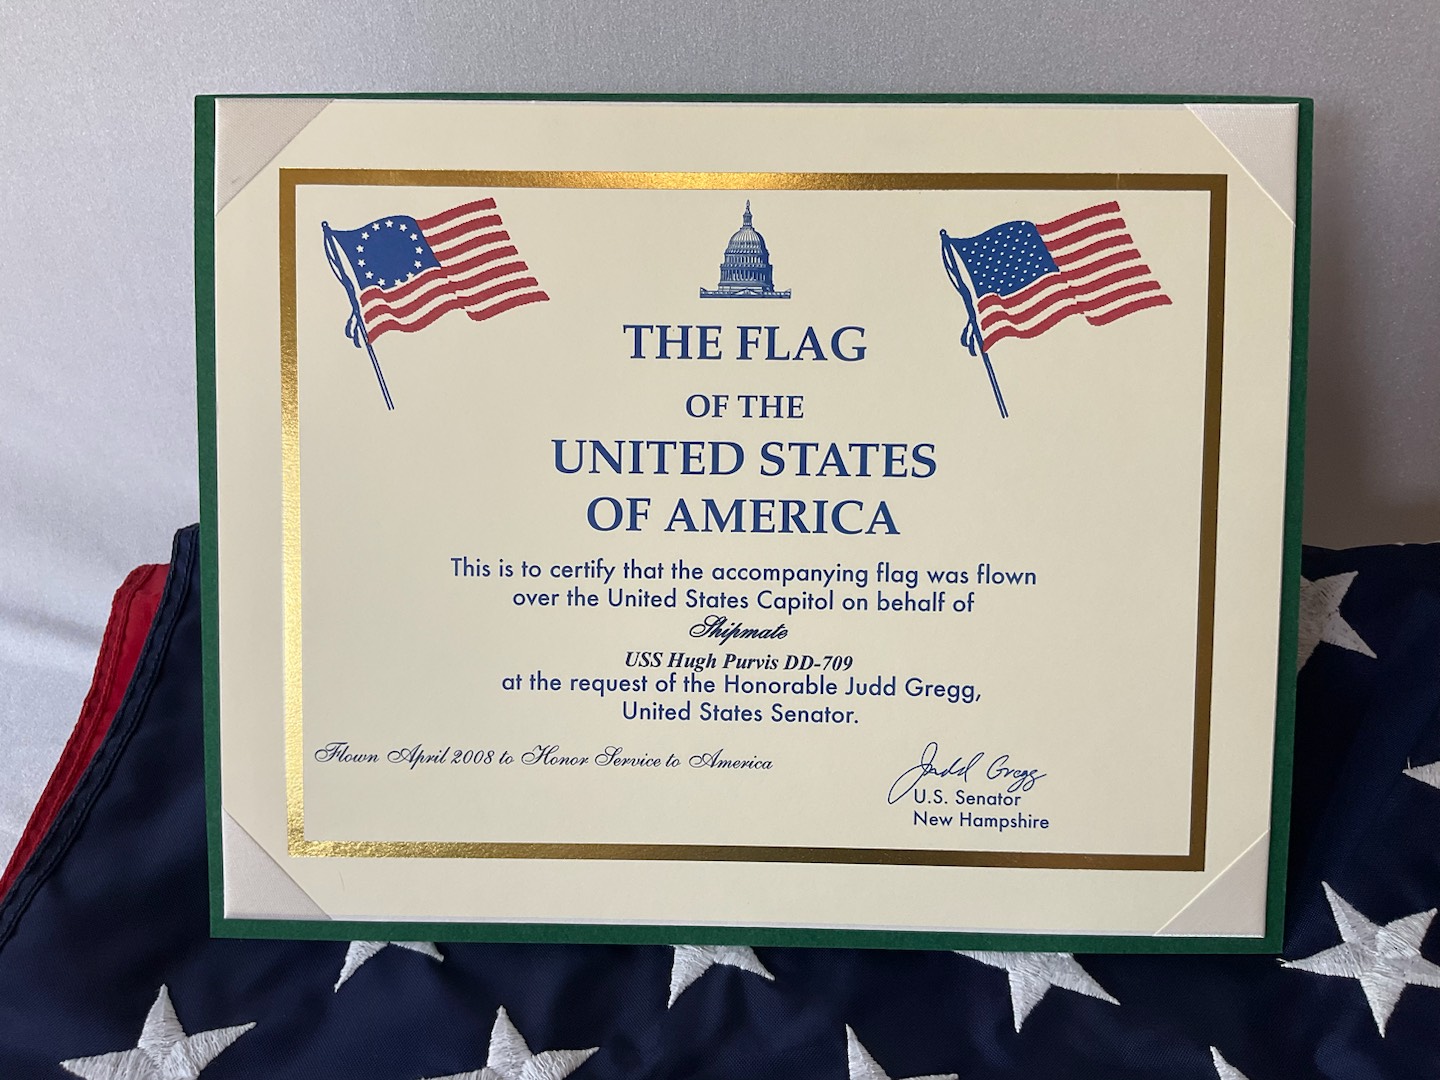 THE FLAG
OF THE
UNITED STATES
OF AMERICA
This is to certify that the accompanying flag was flown
over the United States Capitol on behalf of
Shipmate
USS Hugh Purvis DD-709
at the request of the Honorable Judd Gregg,
United States Senator.
Flown April 2008 to Honor Service to America
Judd Gregg
U.S. Senator
New Hampshire